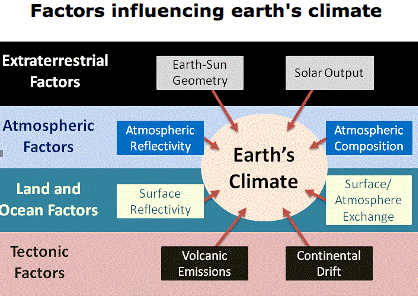 Factors influencing earth's climate
Extraterrestrial
Factors
Earth-Sun
Geometry
Solar Output
Atmospheric
Factors
Atmospheric
Reflectivity
Earth's
Climate
Atmospheric
Composition
Land and
Ocean Factors
Surface
Reflectivity
Surface/
Atmosphere
Exchange
Tectonic
Factors
Volcanic
Emissions
Continental
Drift